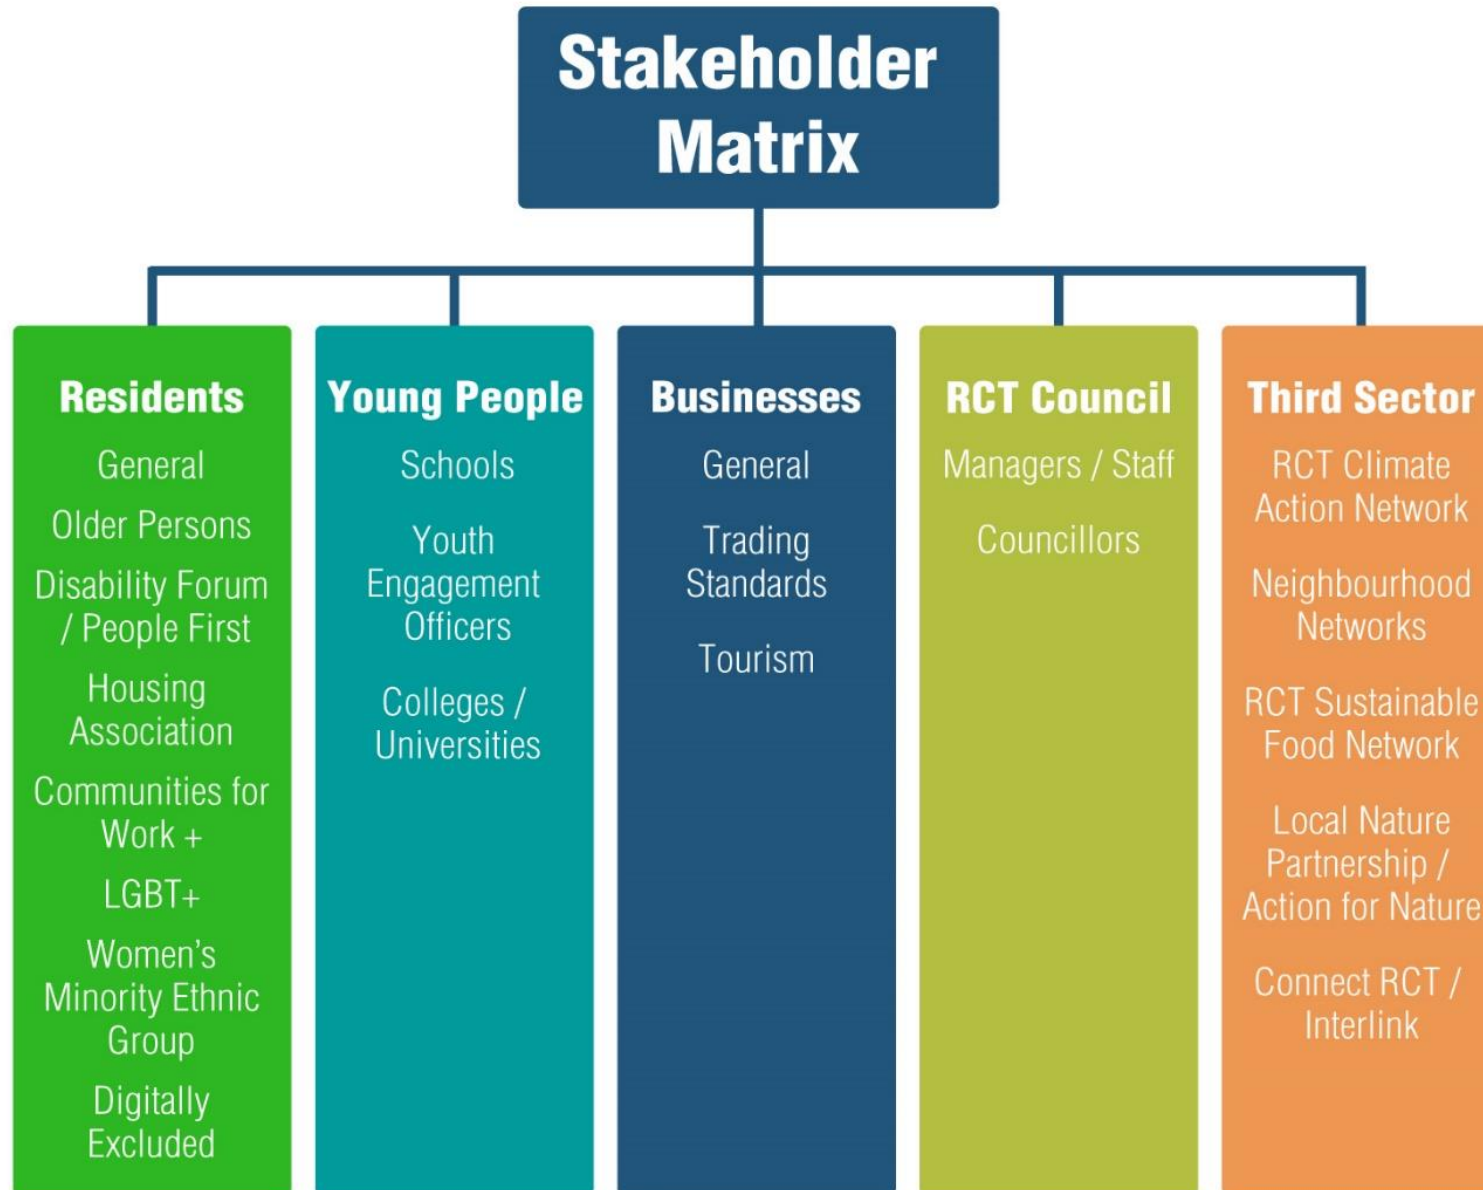 Stakeholder
Matrix
Residents
General
Older Persons
Disability Forum
/ People First
Housing
Association
Communities for
Work +
LGBT+
Women's
Minority Ethnic
Group
Digitally
Excluded
Young People
Schools
Youth
Engagement
Officers
Colleges /
Universities
Businesses
General
Trading
Standards
Tourism
RCT Council
Managers / Staff
Councillors
Third Sector
RCT Climate
Action Network
Neighbourhood
Networks
RCT Sustainable
Food Network
Local Nature
Partnership /
Action for Nature
Connect RCT /
Interlink